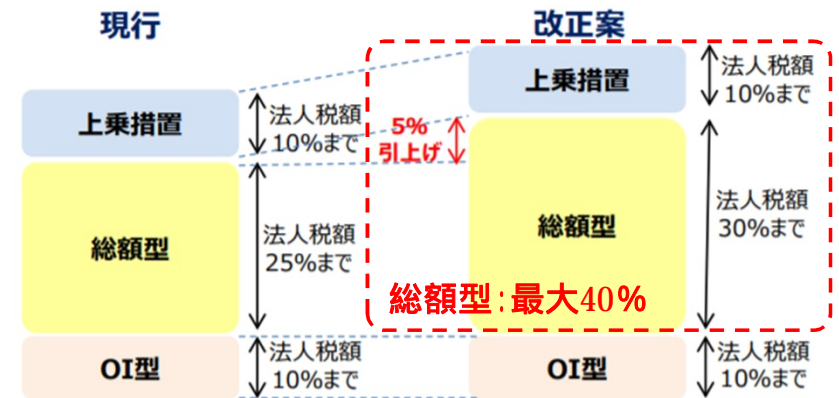 現行
改正案
上乗措置
法人税額
10%まで
5%
引上げ
上乗措置
法人税額
10%まで
総額型
法人税額
25%まで
総額型
法人税額
30%まで
総額型:最大40%
OI型
法人税額
10%まで
OI型
法人税額
10%まで